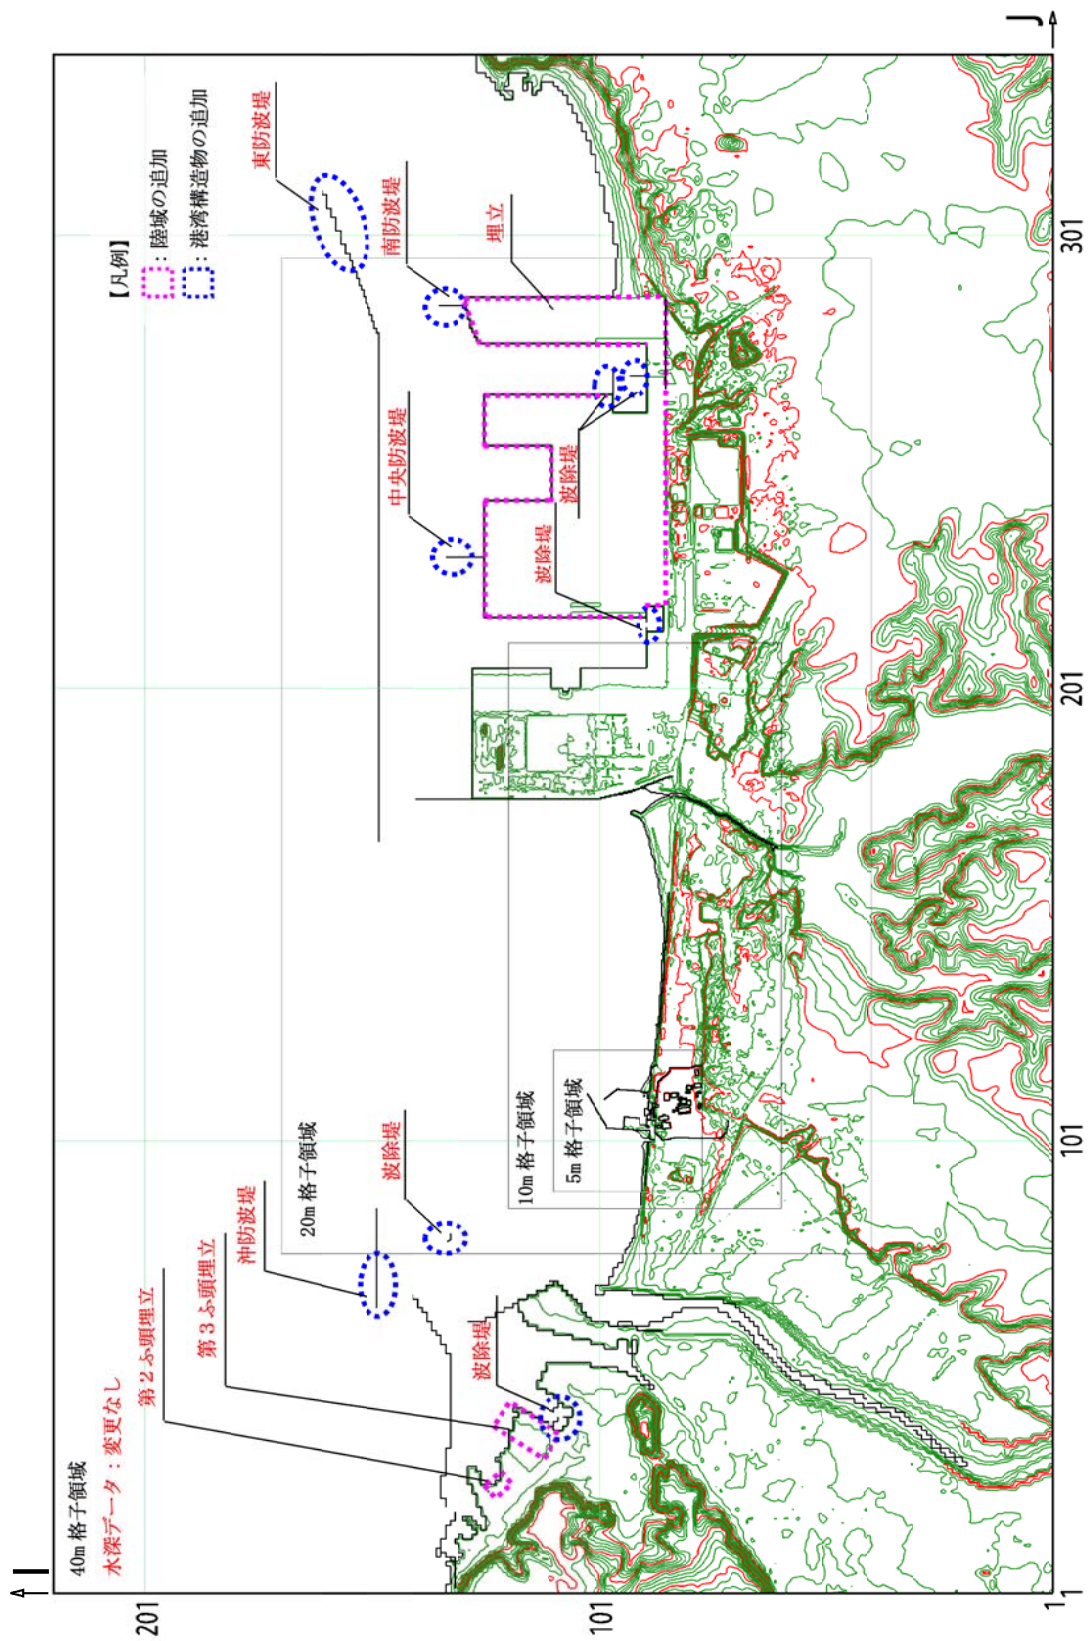 I
J
40m 格子領域
水深データ：変更なし
第２ふ頭埋立
第３ふ頭埋立
沖防波堤
20m 格子領域
波除堤
波除堤
10m 格子領域
5m 格子領域
中央防波堤
波除堤
波除堤
南防波堤
埋立
東防波堤
【凡例】
：陸域の追加
：港湾構造物の追加
201
101
1
1
101
201
301